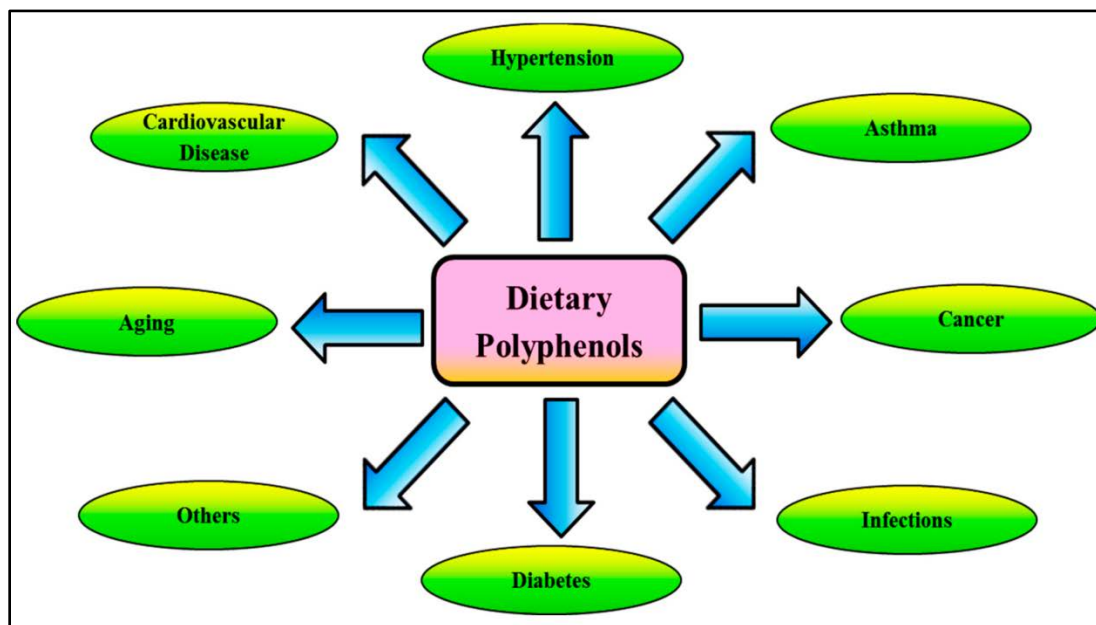 Hypertension
Cardiovascular
Disease
Asthma
Dietary
Polyphenols
Aging
Cancer
Others
Infections
Diabetes